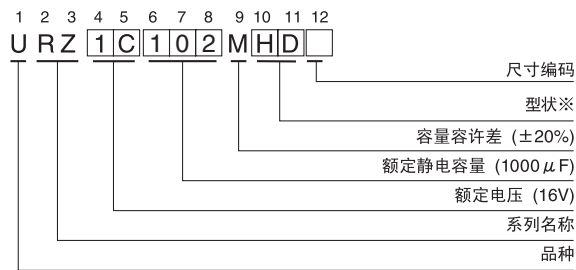 1 2 3 4 5 6 7 8 9 10 11 12
U R Z 1 C 1 0 2 M H D
尺寸编码
型状※
容量容许差 (±20%)
额定静电容量 (1000μF)
额定电压 (16V)
系列名称
品种